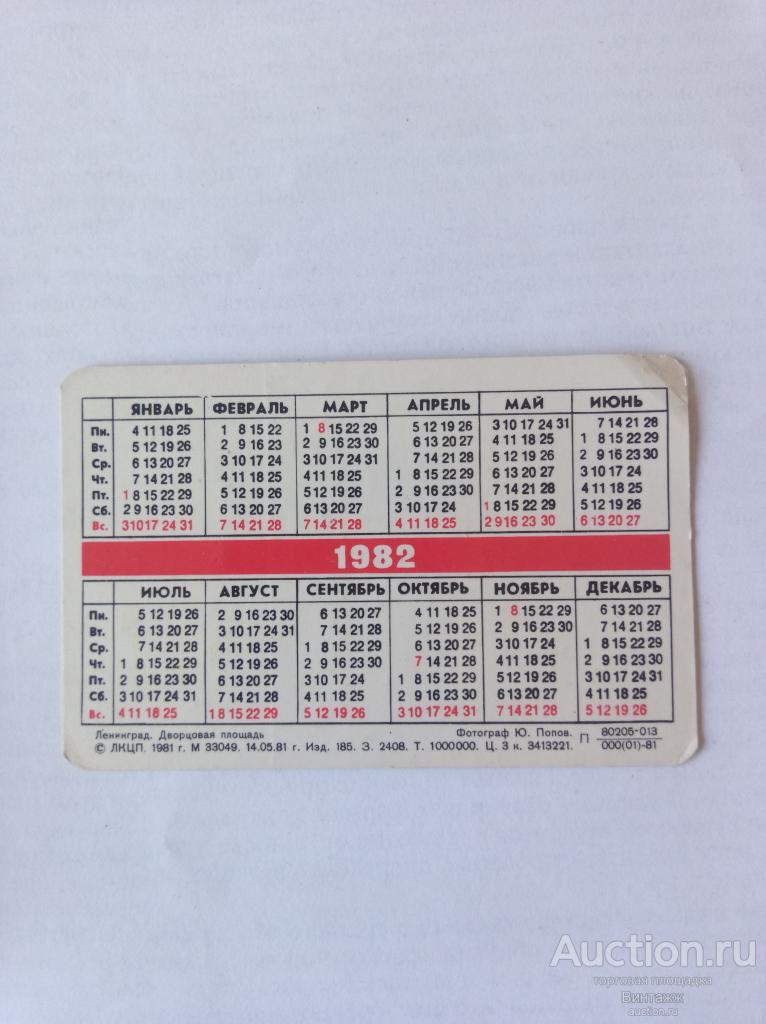 ЯНВАРЬ ФЕВРАЛЬ МАРТ АПРЕЛЬ МАЙ ИЮНЬ
Пн. 4 11 18 25 1 8 15 22 1 8 15 22 29 5 12 19 26 3 10 17 24 31 7 14 21 28
Вт. 5 12 19 26 2 9 16 23 2 9 16 23 30 6 13 20 27 4 11 18 25 1 8 15 22 29
Ср. 6 13 20 27 3 10 17 24 3 10 17 24 31 7 14 21 28 5 12 19 26 2 9 16 23 30
Чт. 7 14 21 28 4 11 18 25 4 11 18 25 1 8 15 22 29 6 13 20 27 3 10 17 24
Пт. 1 8 15 22 29 5 12 19 26 5 12 19 26 2 9 16 23 30 7 14 21 28 4 11 18 25
Сб. 2 9 16 23 30 6 13 20 27 6 13 20 27 3 10 17 24 1 8 15 22 29 5 12 19 26
Вс. 3 10 17 24 31 7 14 21 28 7 14 21 28 4 11 18 25 2 9 16 23 30 6 13 20 27
1982
ИЮЛЬ АВГУСТ СЕНТЯБРЬ ОКТЯБРЬ НОЯБРЬ ДЕКАБРЬ
Пн. 5 12 19 26 2 9 16 23 30 6 13 20 27 4 11 18 25 1 8 15 22 29 6 13 20 27
Вт. 6 13 20 27 3 10 17 24 31 7 14 21 28 5 12 19 26 2 9 16 23 30 7 14 21 28
Ср. 7 14 21 28 4 11 18 25 1 8 15 22 29 6 13 20 27 3 10 17 24 1 8 15 22 29
Чт. 1 8 15 22 29 5 12 19 26 2 9 16 23 30 7 14 21 28 4 11 18 25 2 9 16 23 30
Пт. 2 9 16 23 30 6 13 20 27 3 10 17 24 1 8 15 22 29 5 12 19 26 3 10 17 24 31
Сб. 3 10 17 24 31 7 14 21 28 4 11 18 25 2 9 16 23 30 6 13 20 27 4 11 18 25
Вс. 4 11 18 25 1 8 15 22 29 5 12 19 26 3 10 17 24 31 7 14 21 28 5 12 19 26
Ленинград. Дворцовая площадь Фотограф Ю. Попов. П 80205-013
© ЛКЦП. 1981 г. М 33049. 14.05.81 г. Изд. 185. З. 2408. Т. 1000000. Ц. 3 к. 3413221. 000(01)-81
Auction.ru
торговая площадка
Винтажж
auction.ru